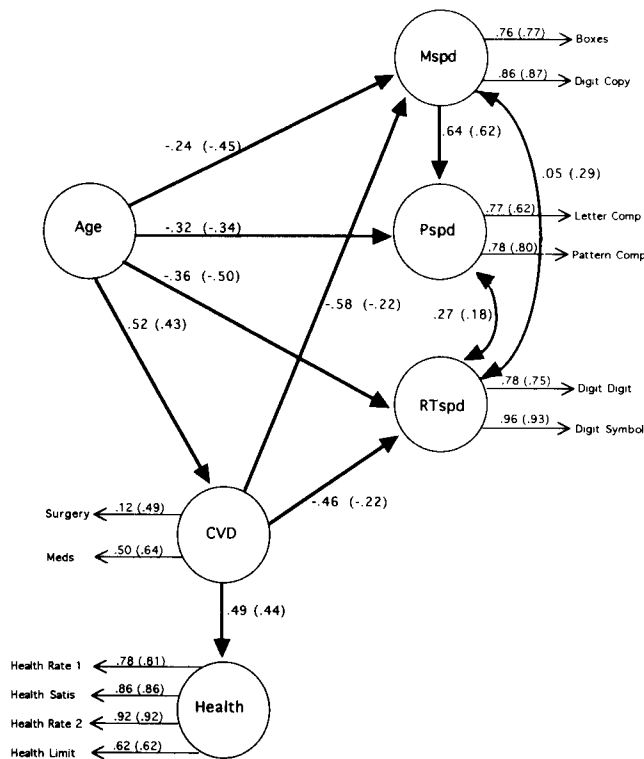 .76 (.77)
Boxes
Mspd
.86 (.87)
Digit Copy
-.24 (-.45)
.64 (.62)
.05 (.29)
Age
-.32 (-.34)
Pspd
.77 (.62)
Letter Comp
.78 (.80)
Pattern Comp
-.36 (-.50)
-.58 (-.22)
.27 (.18)
.52 (.43)
RTspd
.78 (.75)
Digit Digit
.96 (.93)
Digit Symbol
-.46 (-.22)
Surgery
.12 (.49)
CVD
Meds
.50 (.64)
.49 (.44)
Health Rate 1
.78 (.81)
Health Satis
.86 (.86)
Health
Health Rate 2
.92 (.92)
Health Limit
.62 (.62)